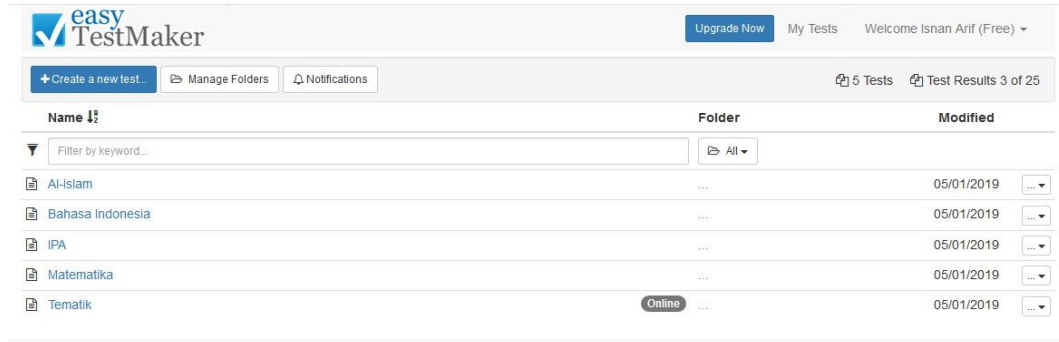 easy
TestMaker
Upgrade Now My Tests Welcome Isnan Arif (Free)
+Create a new test... Manage Folders Notifications 5 Tests Test Results 3 of 25
Name Folder Modified
Filter by keyword... All
Al-Islam ... 05/01/2019 ...
Bahasa Indonesia ... 05/01/2019 ...
IPA ... 05/01/2019 ...
Matematika ... 05/01/2019 ...
Tematik Online ... 05/01/2019 ...